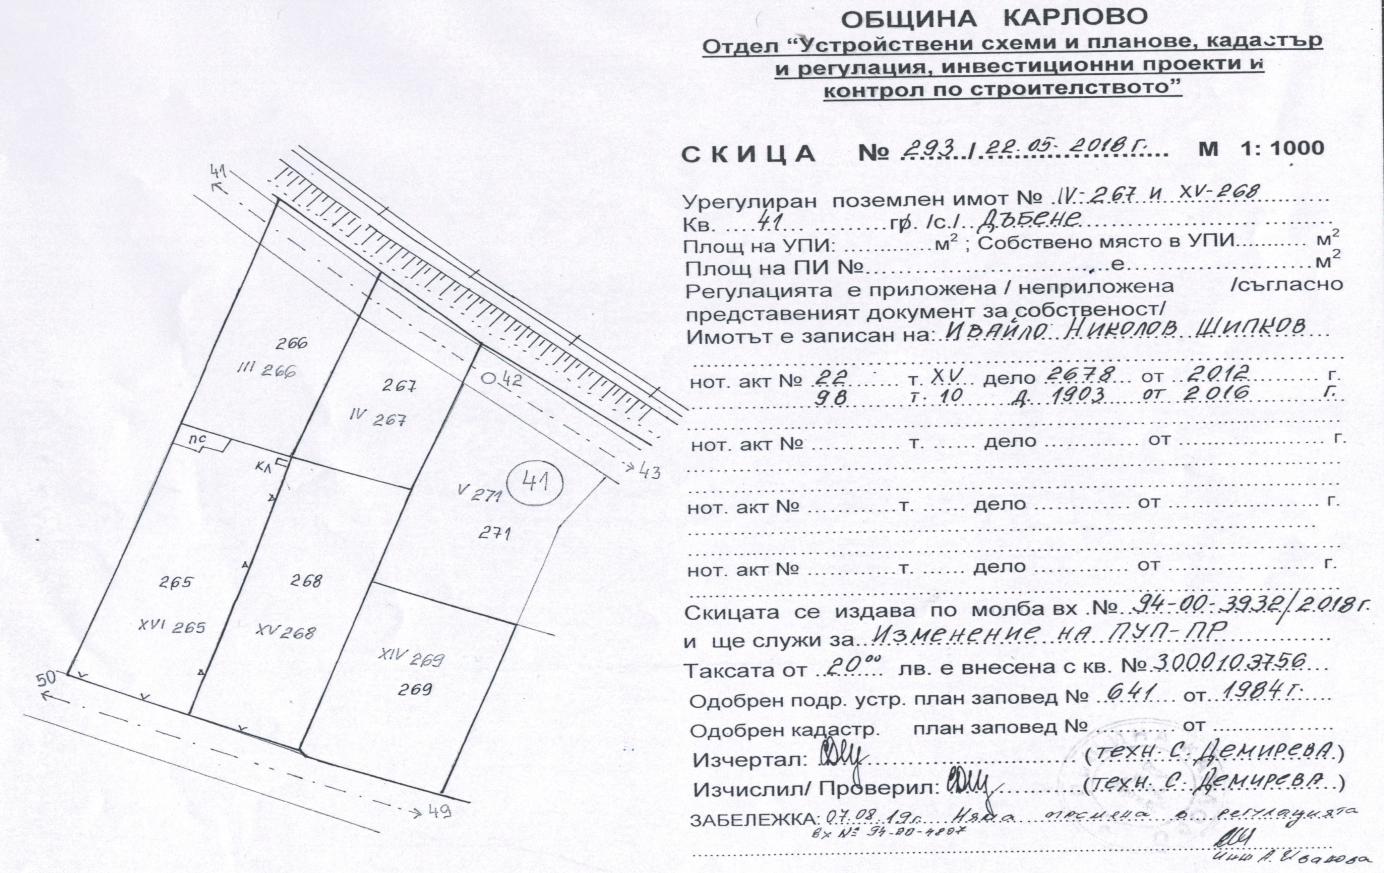 ОБЩИНА КАРЛОВО
Отдел “Устройствени схеми и планове, кадастър
и регулация, инвестиционни проекти и
контрол по строителството”
СКИЦА № 293 / 22.05. 2018 г. М 1: 1000
Урегулиран поземлен имот № IV-267 и XV-268
Кв. 41 гр. /с./ ДЪБЕНЕ
Площ на УПИ: м² ; Собствено място в УПИ м²
Площ на ПИ № е м²
Регулацията е приложена / неприложена /съгласно
представеният документ за собственост/
Имотът е записан на: ИВАЙЛО НИКОЛОВ ШИПКОВ
нот. акт № 22 т. XV дело 2678 от 2012 г.
98 т. 10 д. 1903 от 2016 г.
нот. акт № т. дело от г.
нот. акт № т. дело от г.
нот. акт № т. дело от г.
Скицата се издава по молба вх .№ 94-00-3932/2018 г.
и ще служи за Изменение на ПУП-ПР
Таксата от 20⁰⁰ лв. е внесена с кв. № 3000103756
Одобрен подр. устр. план заповед № 641 от 1984 г.
Одобрен кадастр. план заповед № от
Изчертал: (техн. С. Демирева)
Изчислил/ Проверил: (техн. С. Демирева)
ЗАБЕЛЕЖКА: 07.08.19г. Няма промяна в регулацията
вх № 94-00-4807
инж А. Иванова
41
266
III 266
267
IV 267
42
43
ПС
КЛ
V 271
41
271
265
XVI 265
268
XV 268
XIV 269
269
50
49